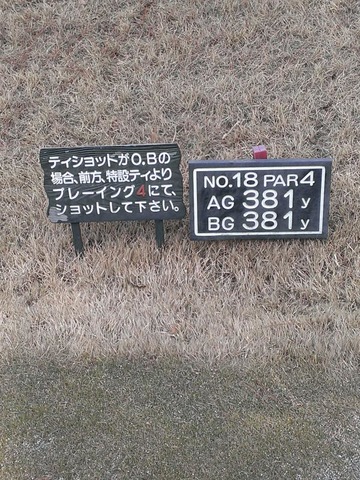 ティショットがO.Bの
場合、前方、特設ティより
プレーイング4にて、
ショットして下さい。
NO.18 PAR4
AG 381y
BG 381y